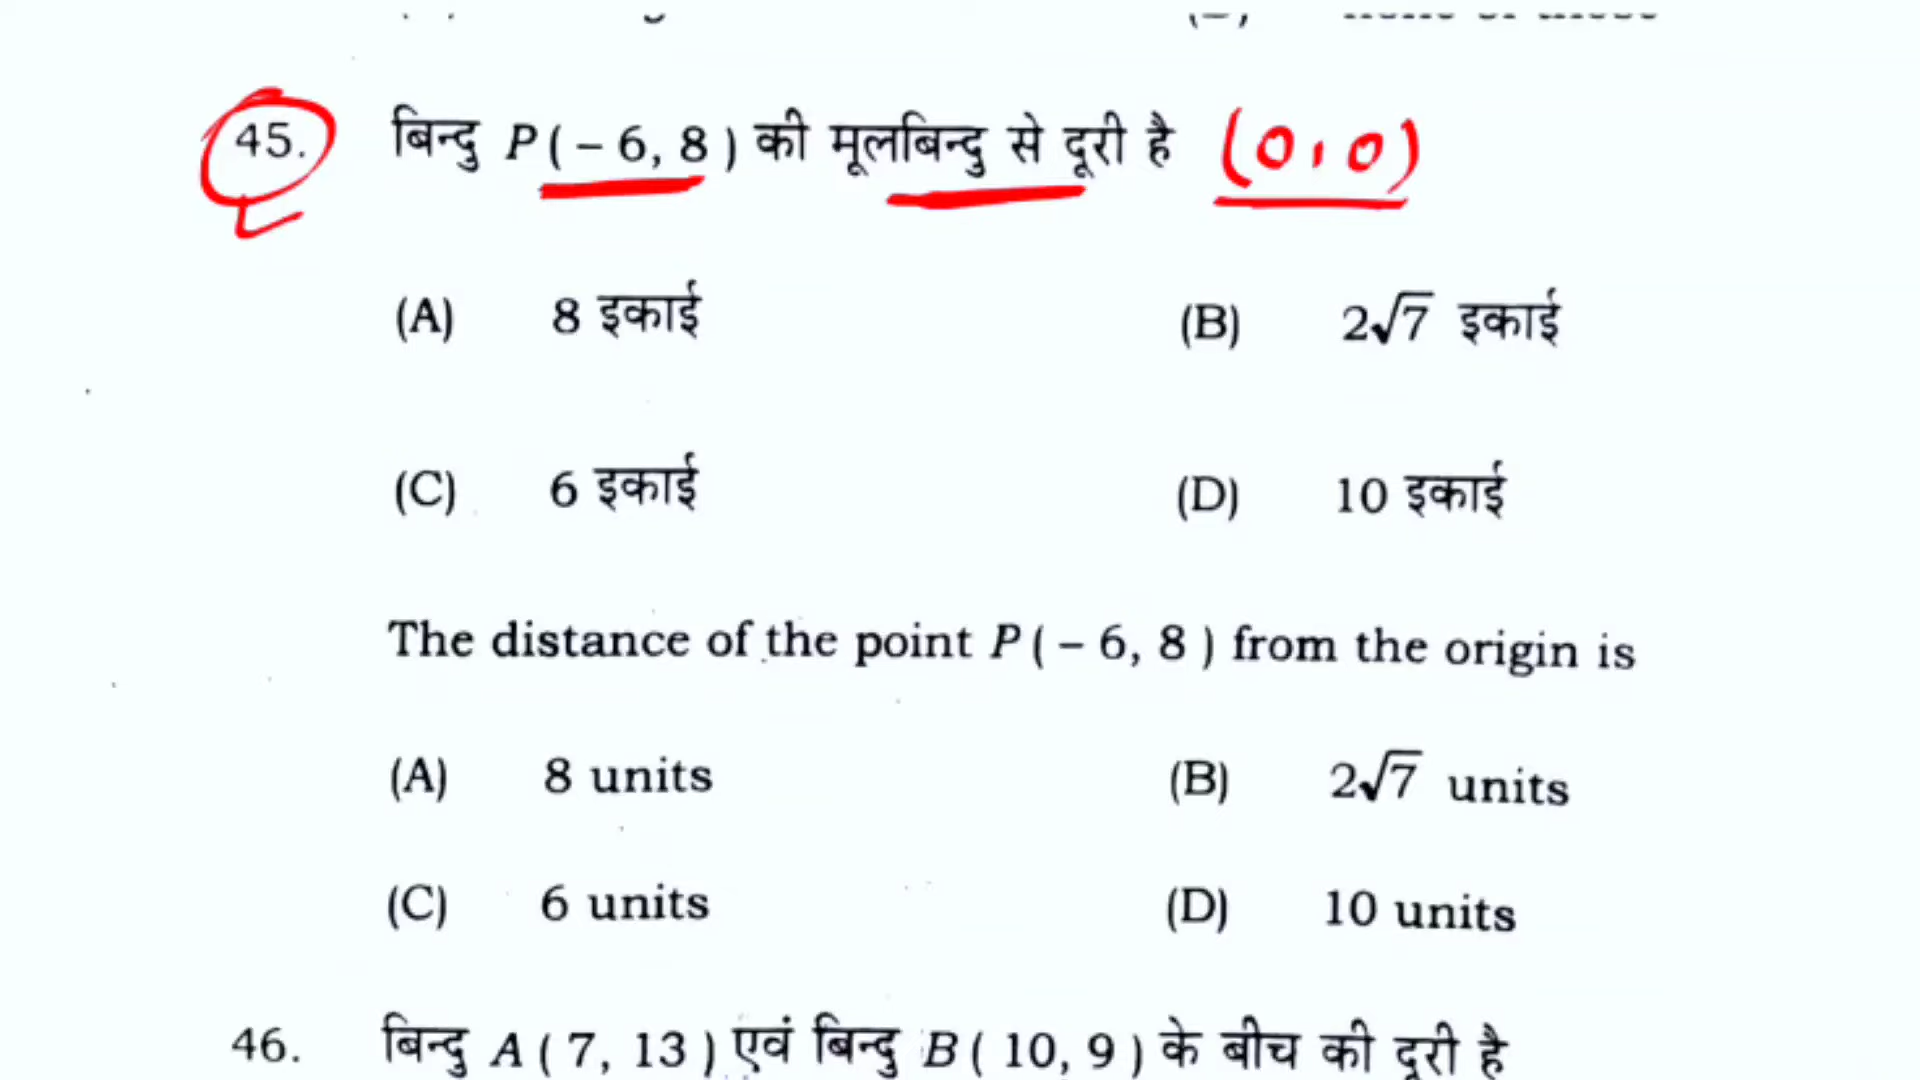 45. बिन्दु P ( – 6, 8 ) की मूलबिन्दु से दूरी है (0,0)
(A) 8 इकाई (B) 2√7 इकाई
(C) 6 इकाई (D) 10 इकाई
The distance of the point P ( – 6, 8 ) from the origin is
(A) 8 units (B) 2√7 units
(C) 6 units (D) 10 units
46. बिन्दु A ( 7, 13 ) एवं बिन्दु B ( 10, 9 ) के बीच की दूरी है